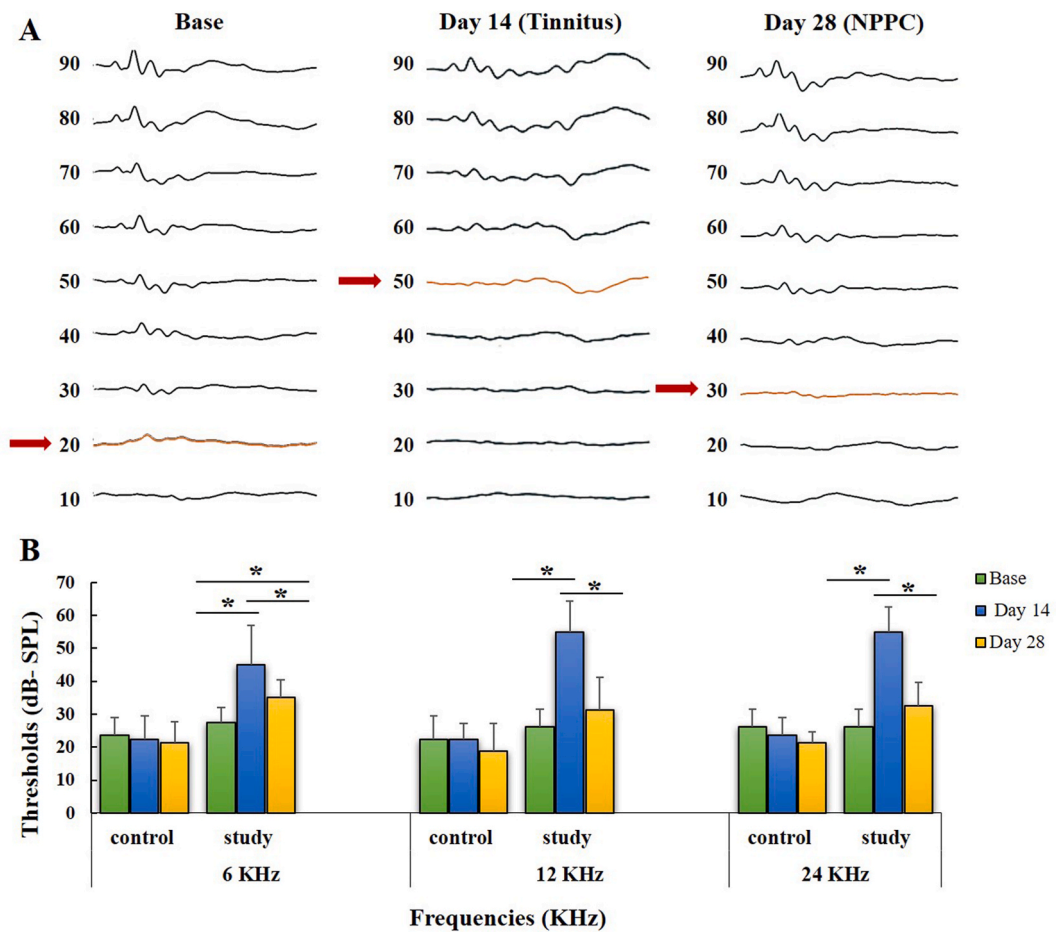 A
Base Day 14 (Tinnitus) Day 28 (NPPC)
90 90 90
80 80 80
70 70 70
60 60 60
50 50 50
40 40 40
30 30 30
20 20 20
10 10 10
B
Thresholds (dB- SPL)
70
60
50
40
30
20
10
0
* * *
* *
* *
Base
Day 14
Day 28
control study control study control study
6 KHz 12 KHz 24 KHz
Frequencies (KHz)